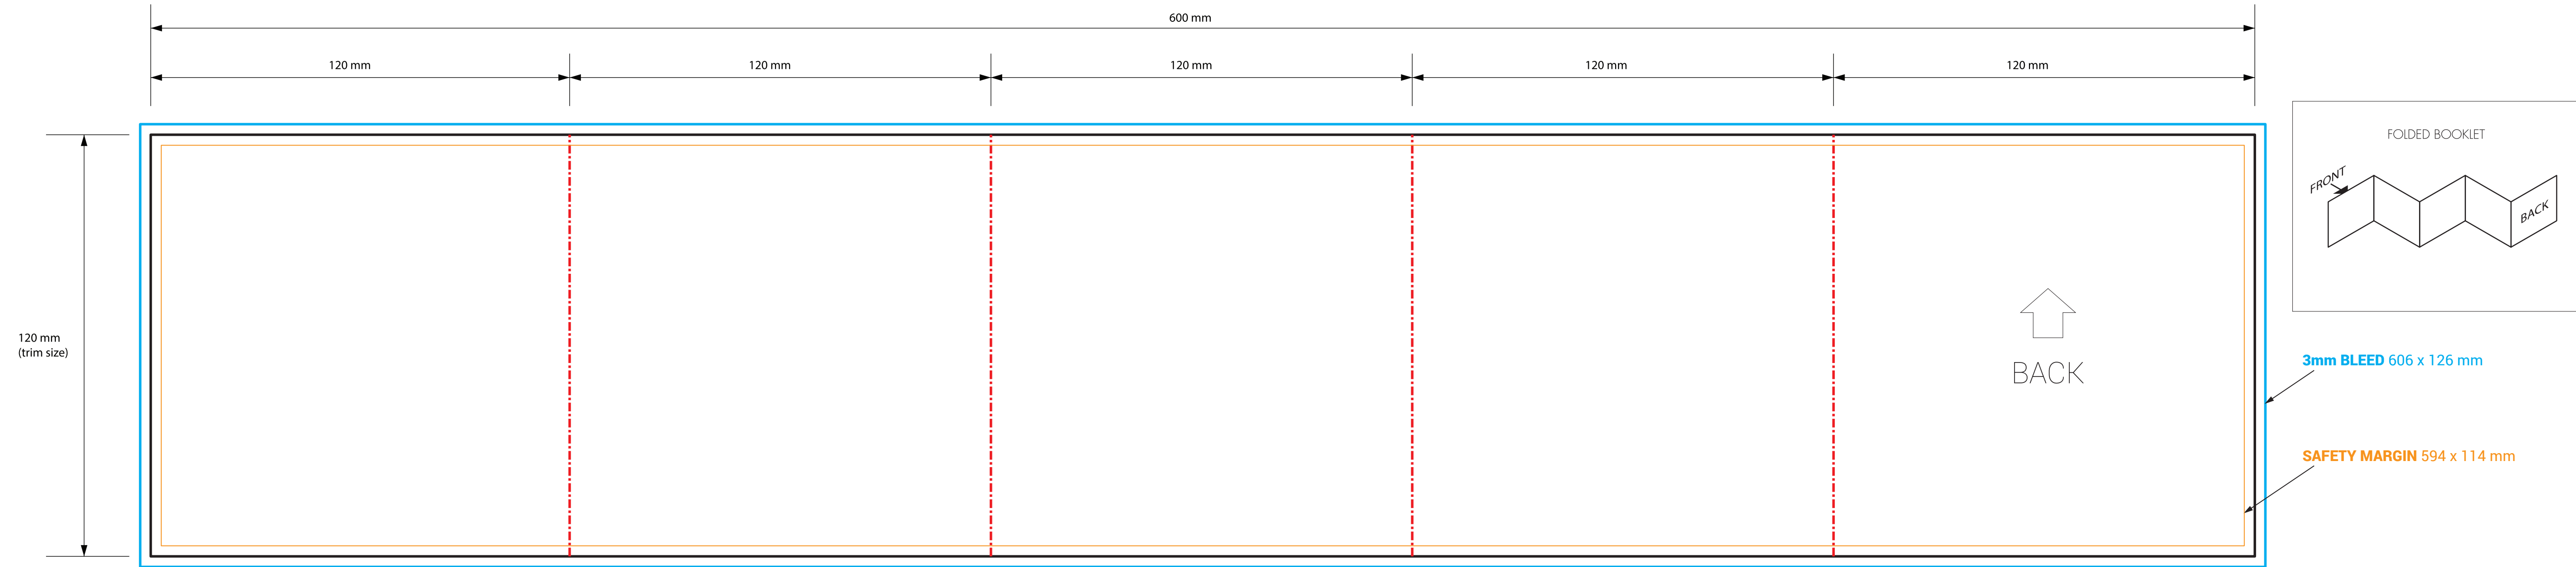 600 mm
120 mm
120 mm
120 mm
120 mm
120 mm
FOLDED BOOKLET
FRONT
BACK
120 mm
(trim size)
BACK
3mm BLEED 606 x 126 mm
SAFETY MARGIN 594 x 114 mm